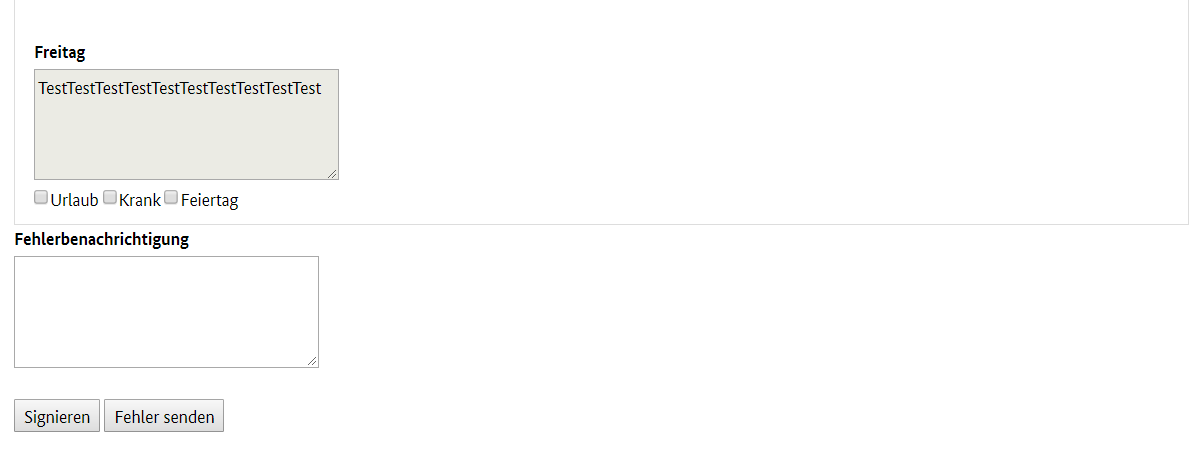 Freitag
TestTestTestTestTestTestTestTestTestTest
Urlaub Krank Feiertag
Fehlerbenachrichtigung
Signieren Fehler senden